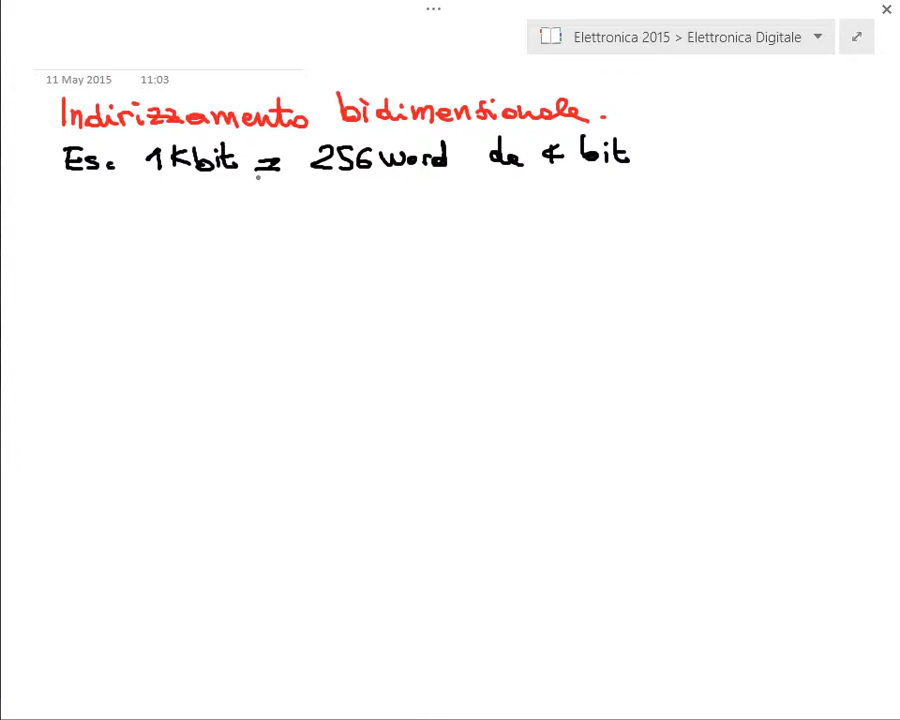 Elettronica 2015 > Elettronica Digitale
11 May 2015 11:03
Indirizzamento bidimensionale.
Es. 1Kbit = 256 word da 4 bit